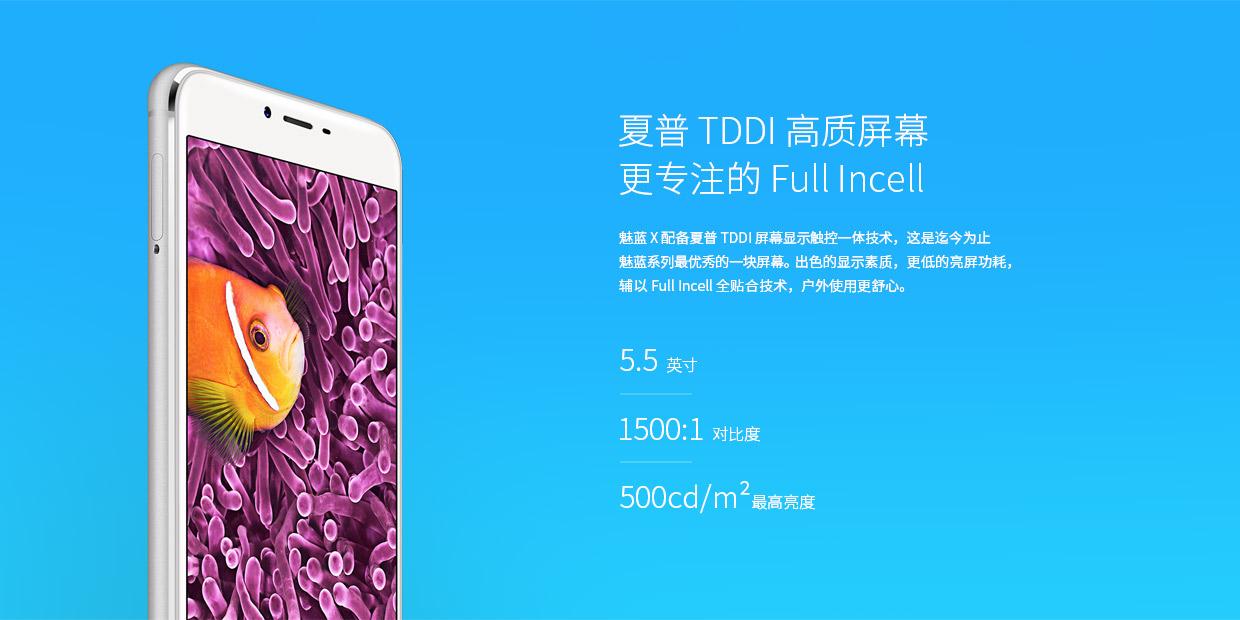 夏普 TDDI 高质屏幕
更专注的 Full Incell
魅蓝 X 配备夏普 TDDI 屏幕显示触控一体技术，这是迄今为止
魅蓝系列最优秀的一块屏幕。出色的显示素质，更低的亮屏功耗，
辅以 Full Incell 全贴合技术，户外使用更舒心。
5.5 英寸
1500:1 对比度
500cd/m² 最高亮度